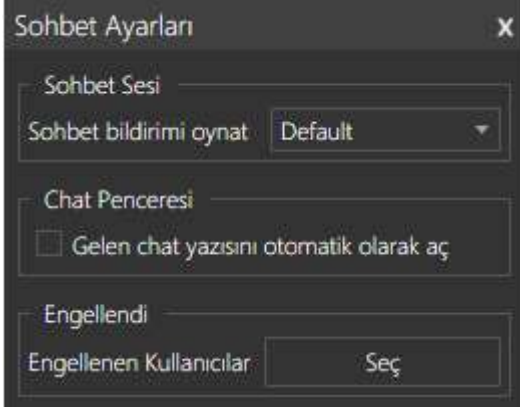 Sohbet Ayarları X
Sohbet Sesi
Sohbet bildirimi oynat Default
Chat Penceresi
Gelen chat yazısını otomatik olarak aç
Engellendi
Engellenen Kullanıcılar Seç